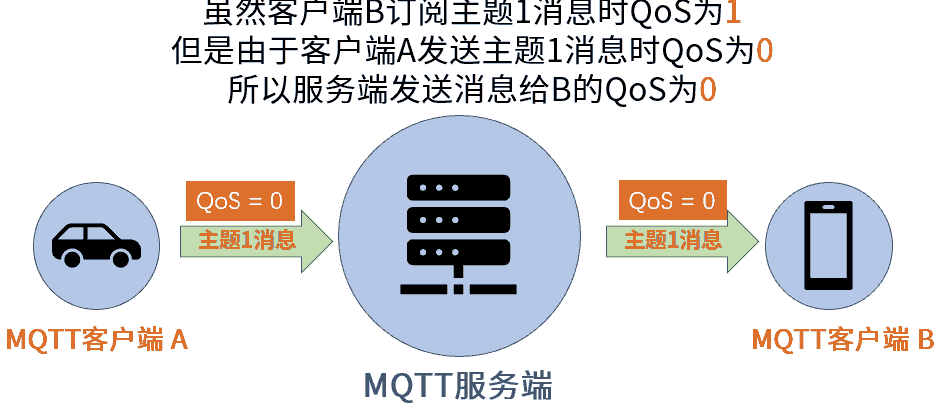 虽然客户端B订阅主题1消息时QoS为1
但是由于客户端A发送主题1消息时QoS为0
所以服务端发送消息给B的QoS为0
QoS = 0
主题1消息
QoS = 0
主题1消息
MQTT客户端 A
MQTT服务端
MQTT客户端 B